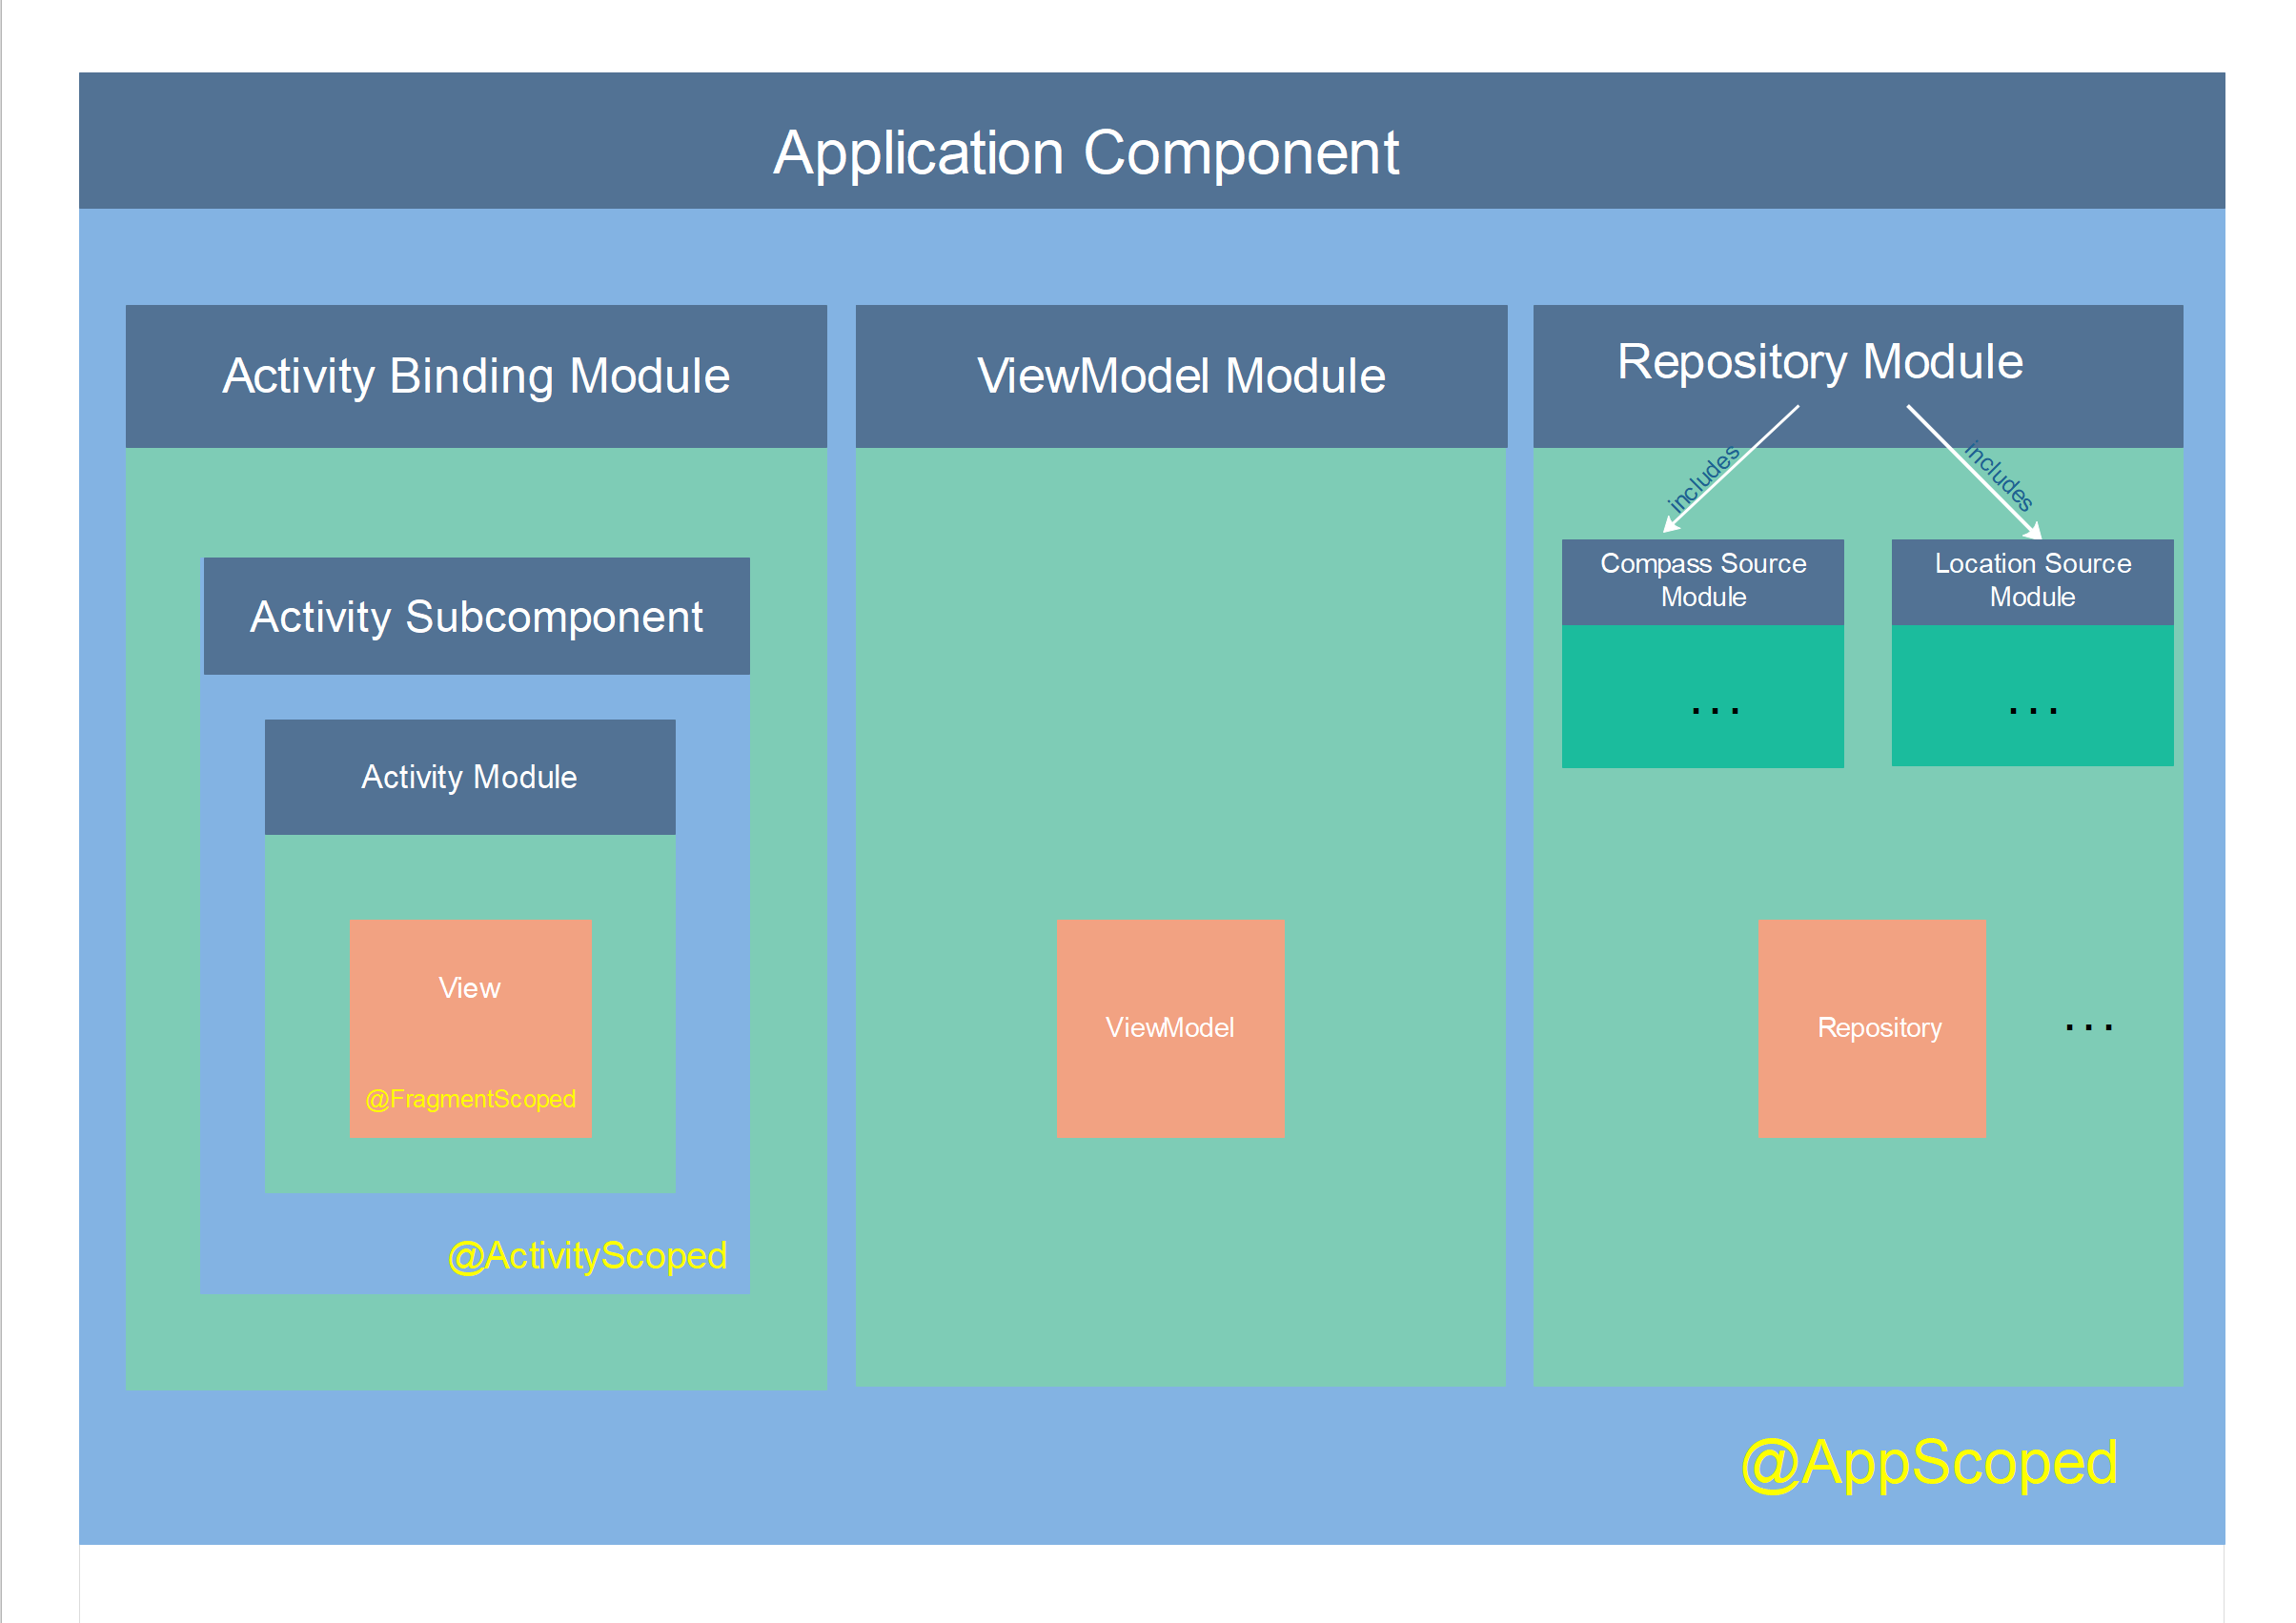 Application Component
Activity Binding Module
ViewModel Module
Repository Module
includes
includes
Compass Source
Module
Location Source
Module
...
...
Activity Subcomponent
Activity Module
View
@FragmentScoped
@ActivityScoped
ViewModel
Repository
...
@AppScoped